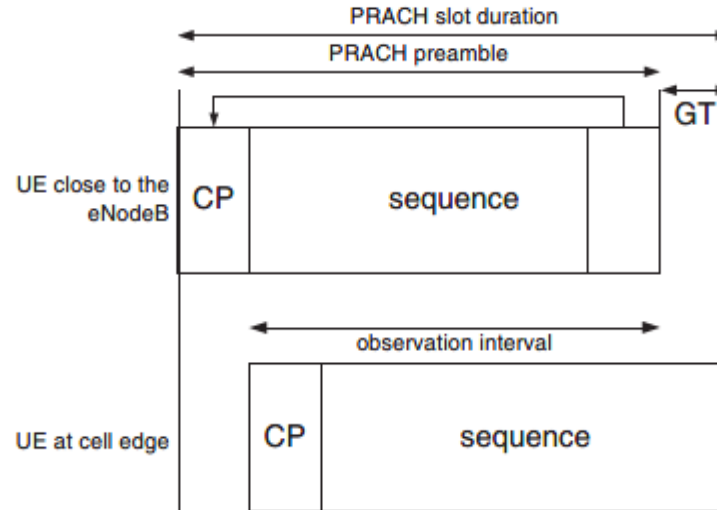 PRACH slot duration
PRACH preamble
GT
UE close to the
eNodeB
CP
sequence
observation interval
UE at cell edge
CP
sequence